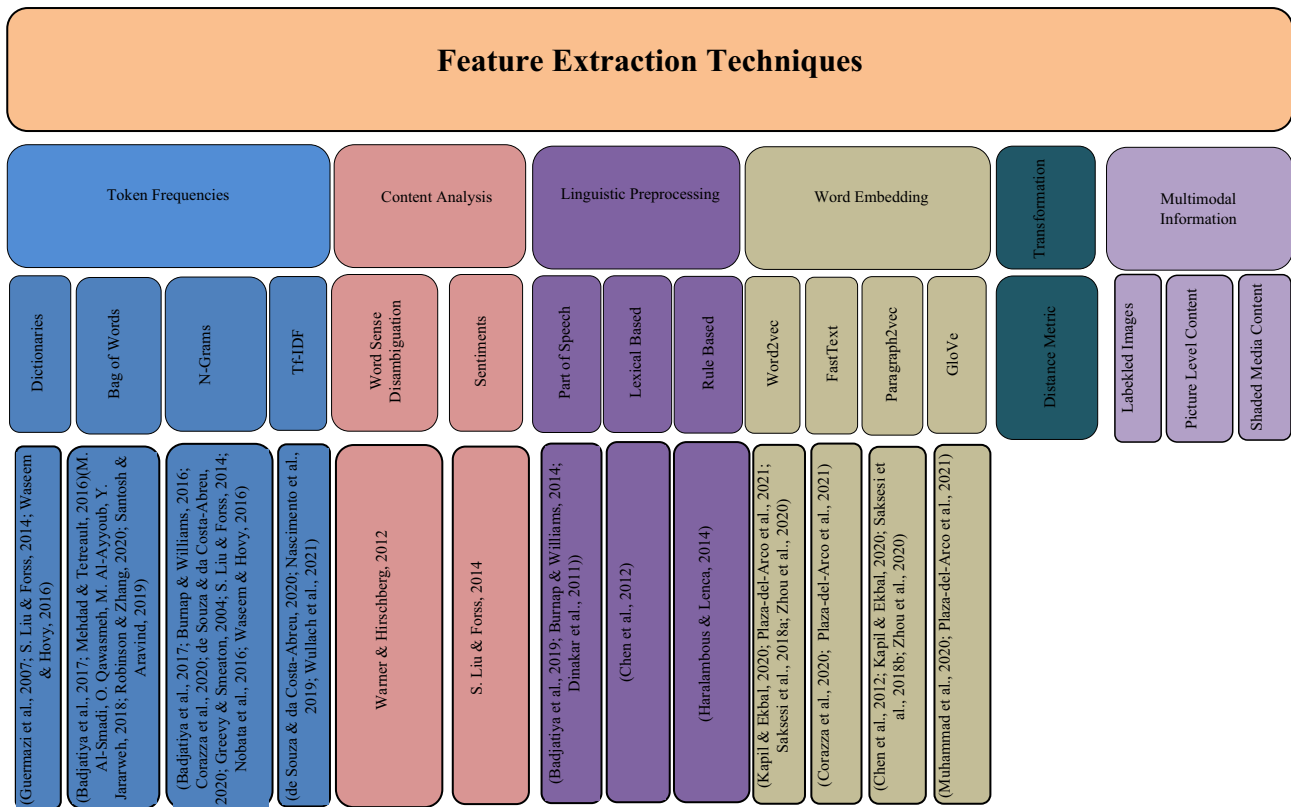 Feature Extraction Techniques
Token Frequencies
Content Analysis
Linguistic Preprocessing
Word Embedding
Transformation
Multimodal
Information
Dictionaries
Bag of Words
N-Grams
Tf-IDF
Word Sense
Disambiguation
Sentiments
Part of Speech
Lexical Based
Rule Based
Word2vec
FastText
Paragraph2vec
GloVe
Distance Metric
Labekled Images
Picture Level Content
Shaded Media Content
(Guermazi et al., 2007; S. Liu & Forss, 2014; Waseem
& Hovy, 2016)
(Badjatiya et al., 2017; Mehdad & Tetreault, 2016)(M.
Al-Smadi, O. Qawasmeh, M. Al-Ayyoub, Y.
Jararweh, 2018; Robinson & Zhang, 2020; Santosh &
Aravind, 2019)
(Badjatiya et al., 2017; Burnap & Williams, 2016;
Corazza et al., 2020; de Souza & da Costa-Abreu,
2020; Greevy & Smeaton, 2004; S. Liu & Forss, 2014;
Nobata et al., 2016; Waseem & Hovy, 2016)
(de Souza & da Costa-Abreu, 2020; Nascimento et al.,
2019; Wullach et al., 2021)
Warner & Hirschberg, 2012
S. Liu & Forss, 2014
(Badjatiya et al., 2019; Burnap & Williams, 2014;
Dinakar et al., 2011))
(Chen et al., 2012)
(Haralambous & Lenca, 2014)
(Kapil & Ekbal, 2020; Plaza-del-Arco et al., 2021;
Saksesi et al., 2018a; Zhou et al., 2020)
(Corazza et al., 2020; Plaza-del-Arco et al., 2021)
(Chen et al., 2012; Kapil & Ekbal, 2020; Saksesi et
al., 2018b; Zhou et al., 2020)
(Muhammad et al., 2020; Plaza-del-Arco et al., 2021)